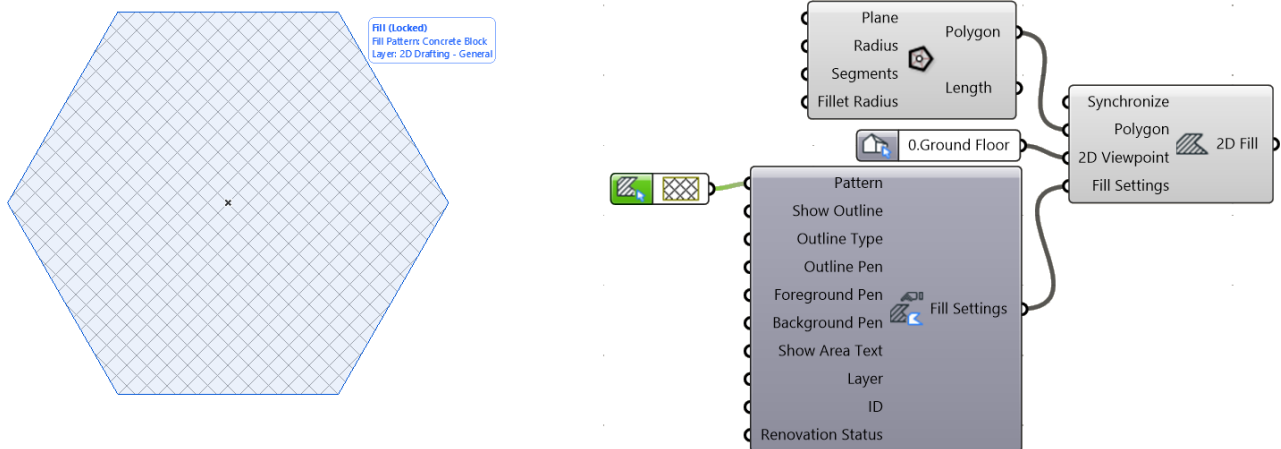 Fill (Locked)
Fill Pattern: Concrete Block
Layer: 2D Drafting - General
Plane
Radius
Segments
Fillet Radius
Polygon
Length
0.Ground Floor
Synchronize
Polygon
2D Viewpoint
Fill Settings
2D Fill
Pattern
Show Outline
Outline Type
Outline Pen
Foreground Pen
Background Pen
Show Area Text
Layer
ID
Renovation Status
Fill Settings